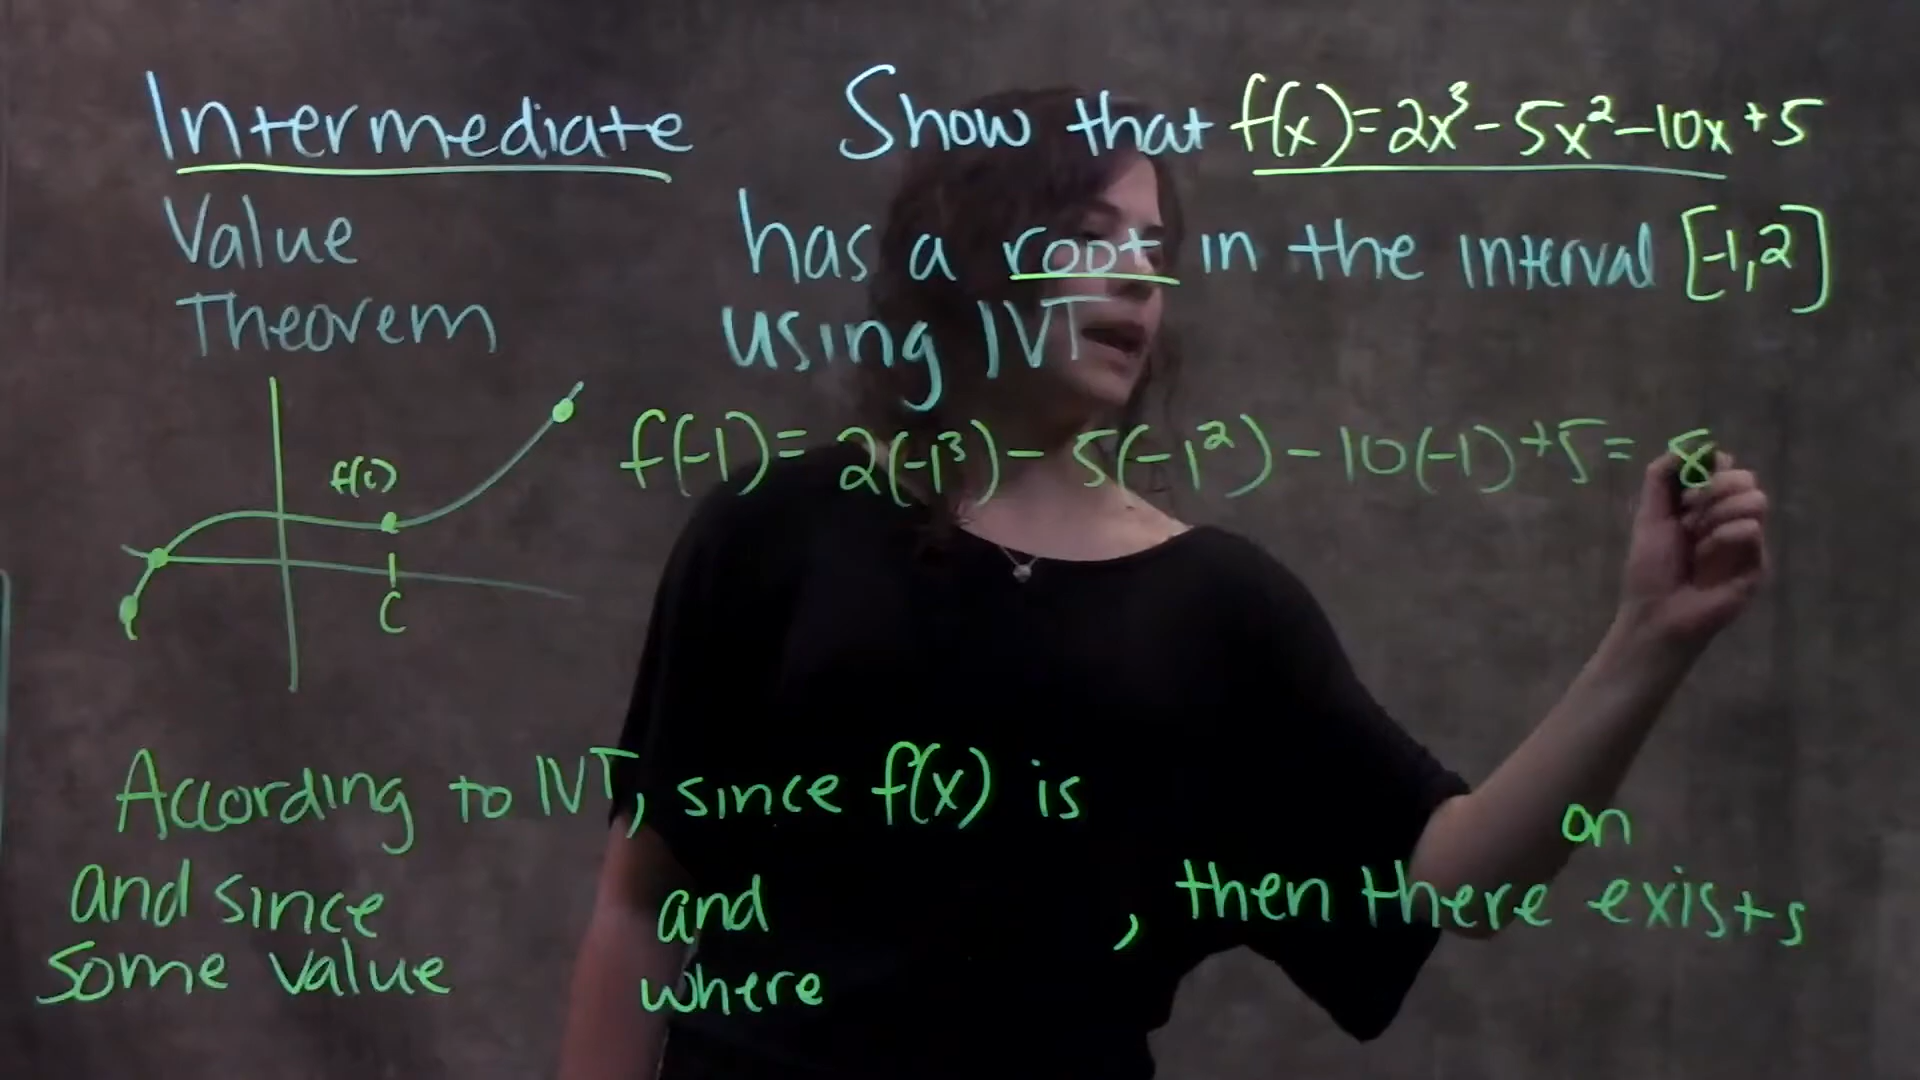 Intermediate
Value
Theorem
Show that f(x)=2x³-5x²-10x+5
has a root in the interval [-1,2]
using IVT
f(c)
C
f(-1)= 2(-1³)-5(-1²)-10(-1)+5= 8
According to IVT, since f(x) is
on
and since and , then there exists
some value where